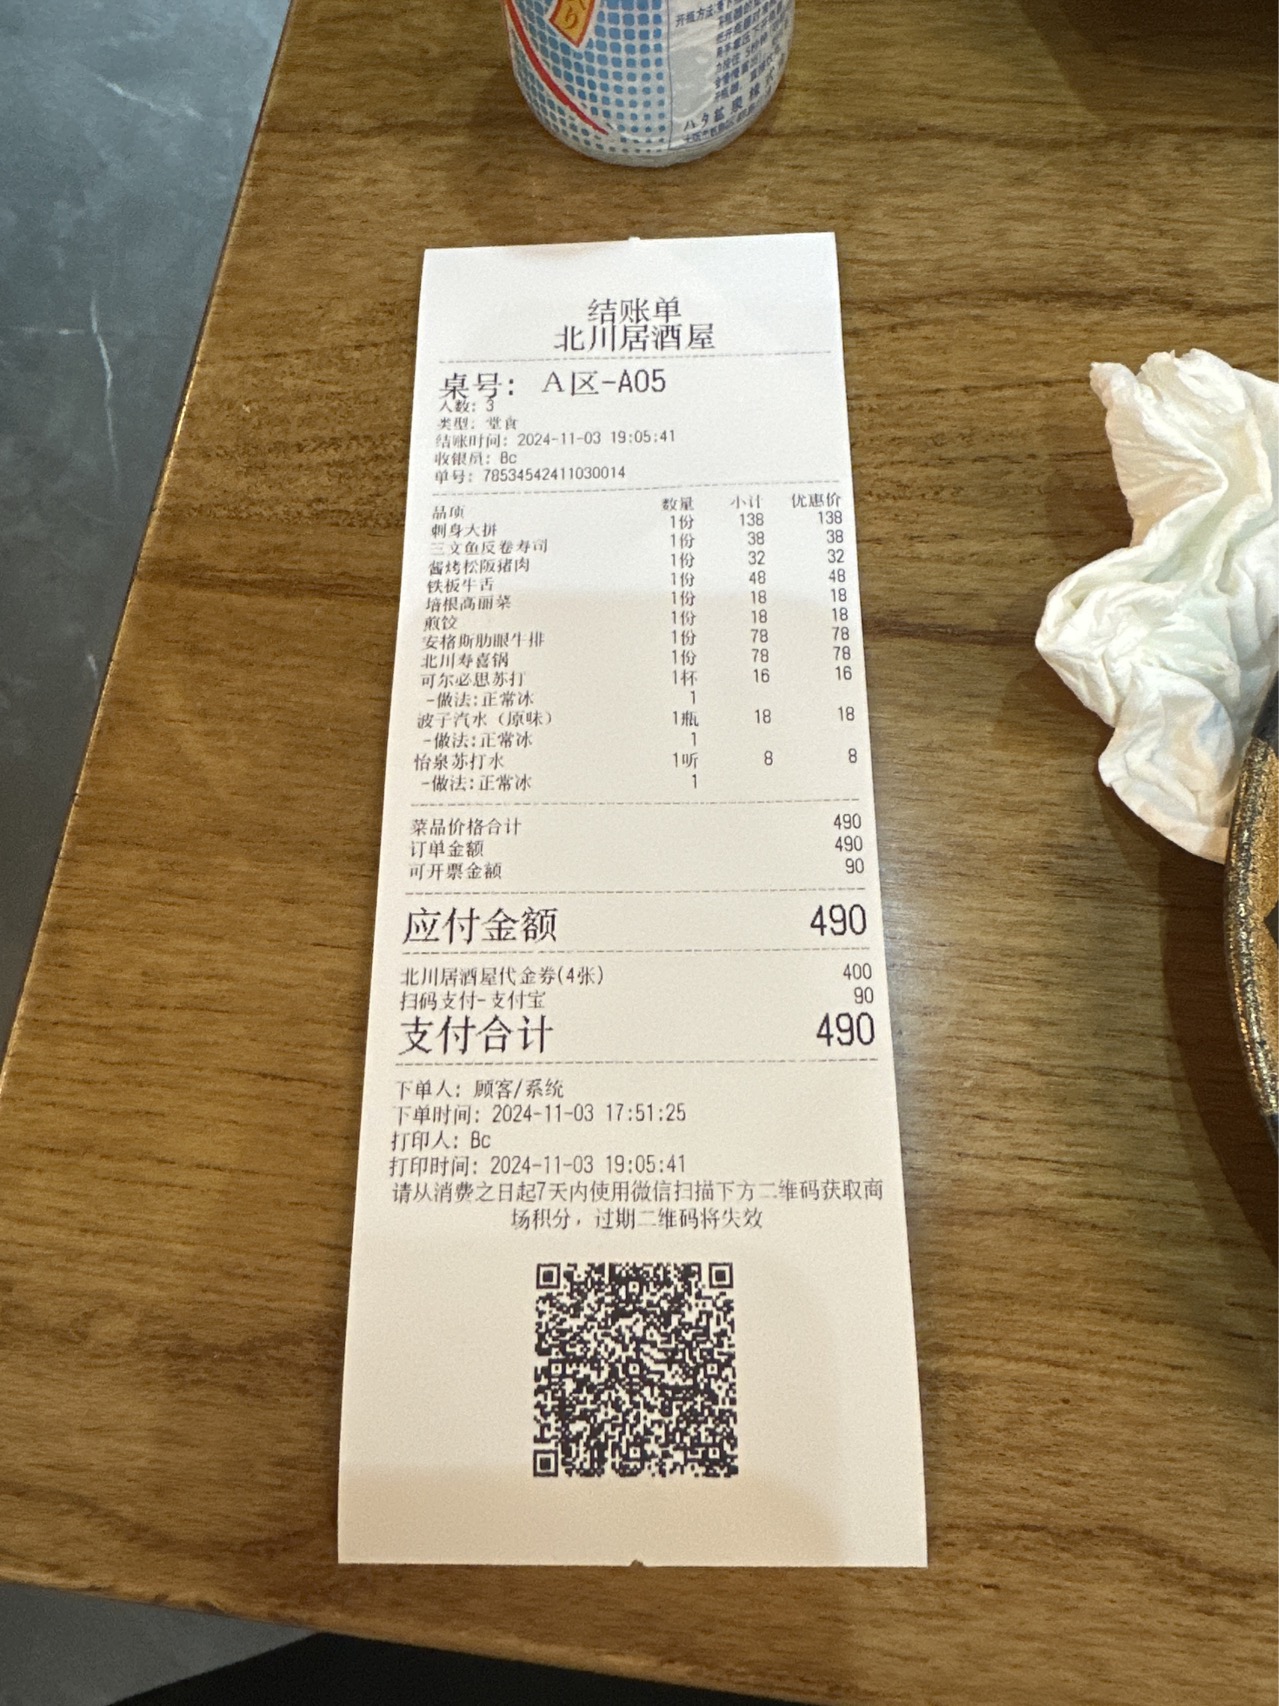 開瓶方法
ハタ鉱泉株式
结账单
北川居酒屋
桌号: A区-A05
人数: 3
类型: 堂食
结账时间: 2024-11-03 19:05:41
收银员: Bc
单号: 78534542411030014
品项 数量 小计 优惠价
刺身大拼 1份 138 138
三文鱼反卷寿司 1份 38 38
酱烤松阪猪肉 1份 32 32
铁板牛舌 1份 48 48
培根高丽菜 1份 18 18
煎饺 1份 18 18
安格斯肋眼牛排 1份 78 78
北川寿喜锅 1份 78 78
可尔必思苏打 1杯 16 16
-做法:正常冰 1
波子汽水（原味） 1瓶 18 18
-做法:正常冰 1
怡泉苏打水 1听 8 8
-做法:正常冰 1
菜品价格合计 490
订单金额 490
可开票金额 90
应付金额 490
北川居酒屋代金券(4张) 400
扫码支付-支付宝 90
支付合计 490
下单人: 顾客/系统
下单时间: 2024-11-03 17:51:25
打印人: Bc
打印时间: 2024-11-03 19:05:41
请从消费之日起7天内使用微信扫描下方二维码获取商
场积分，过期二维码将失效